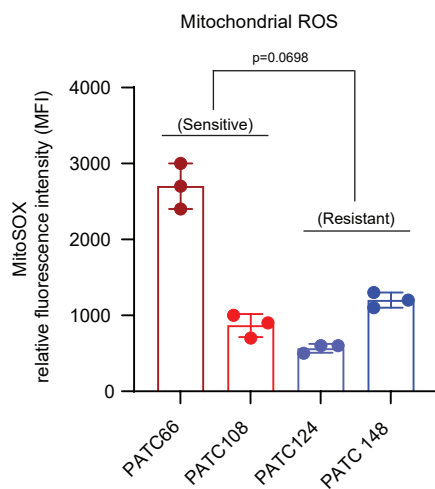 Mitochondrial ROS
p=0.0698
(Sensitive)
(Resistant)
MitoSOX
relative fluorescence intensity (MFI)
4000
3000
2000
1000
0
PATC66
PATC108
PATC124
PATC 148